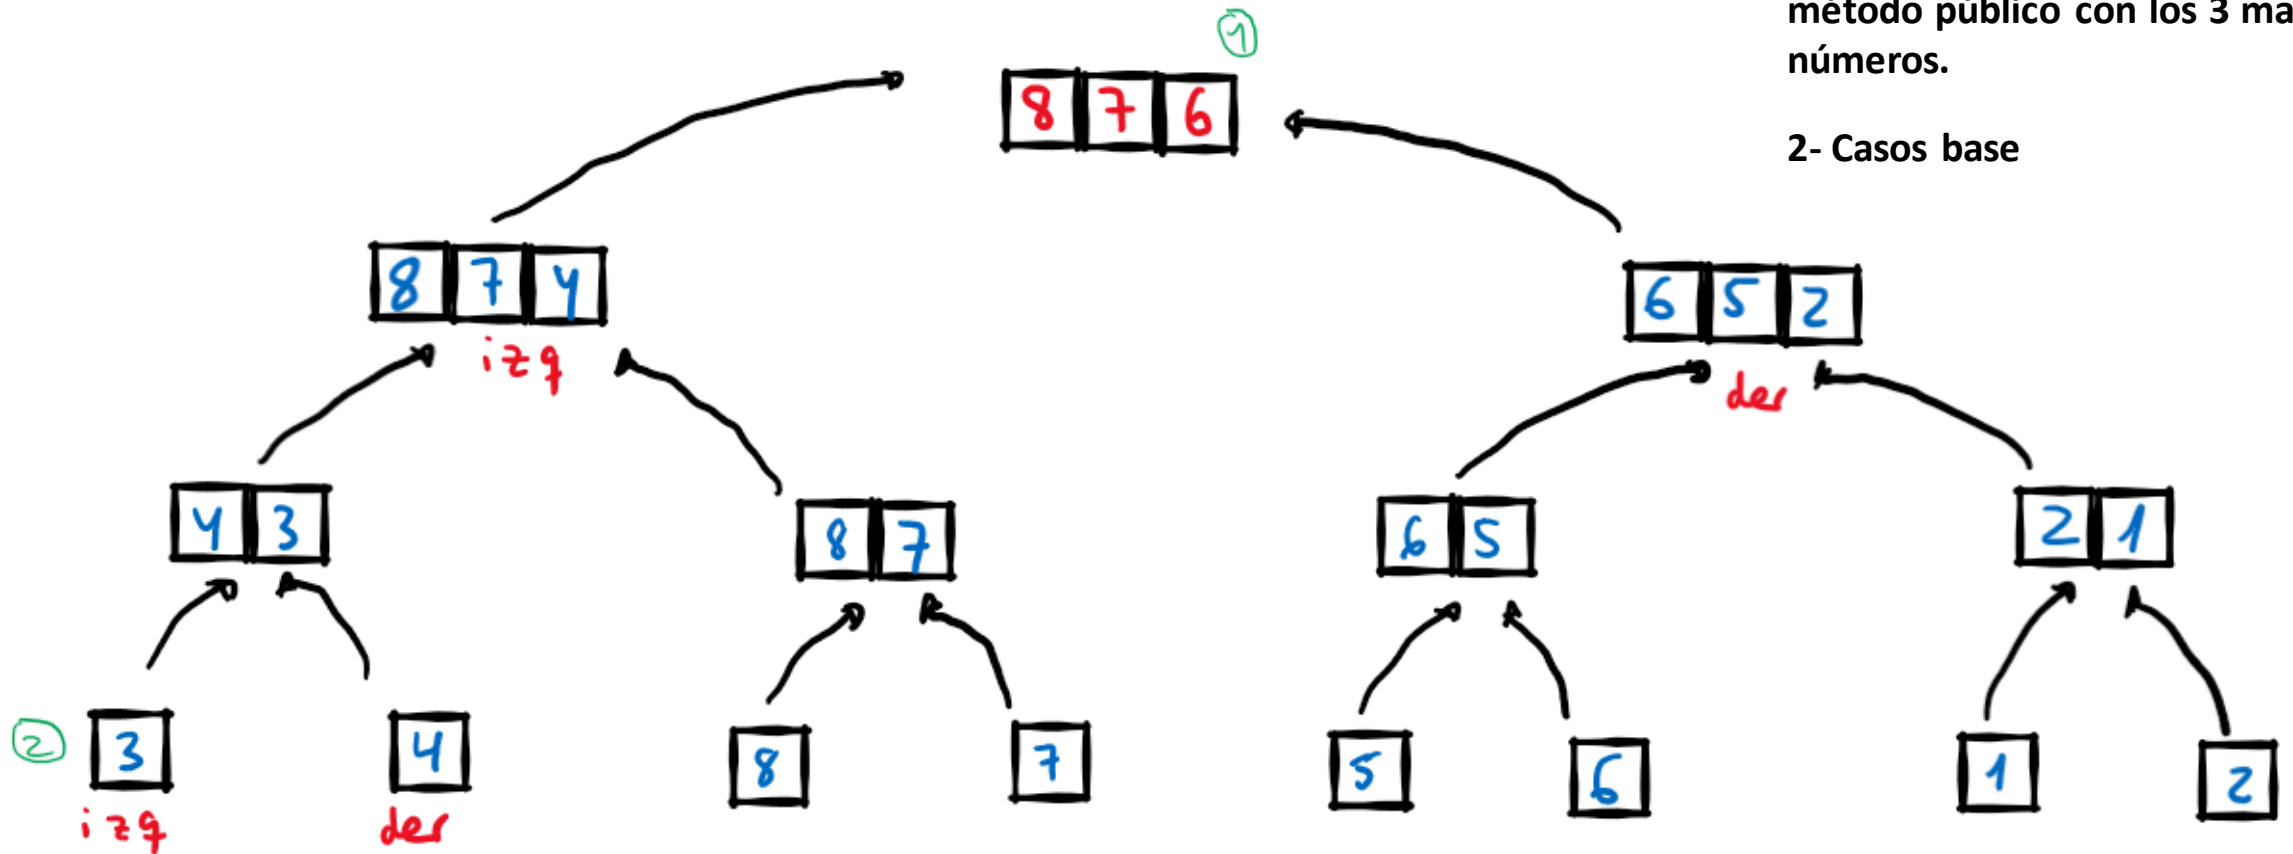 método público con los 3 ma
números.
2- Casos base
1
8 7 6
8 7 4
izq
6 5 2
der
4 3
8 7
6 5
2 1
2
3
4
8
7
5
6
1
2
izq
der